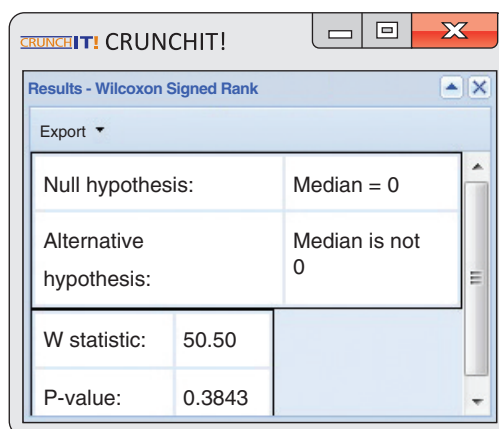 CRUNCHIT! CRUNCHIT!
Results - Wilcoxon Signed Rank
Export
Null hypothesis: Median = 0
Alternative hypothesis: Median is not 0
W statistic: 50.50
P-value: 0.3843